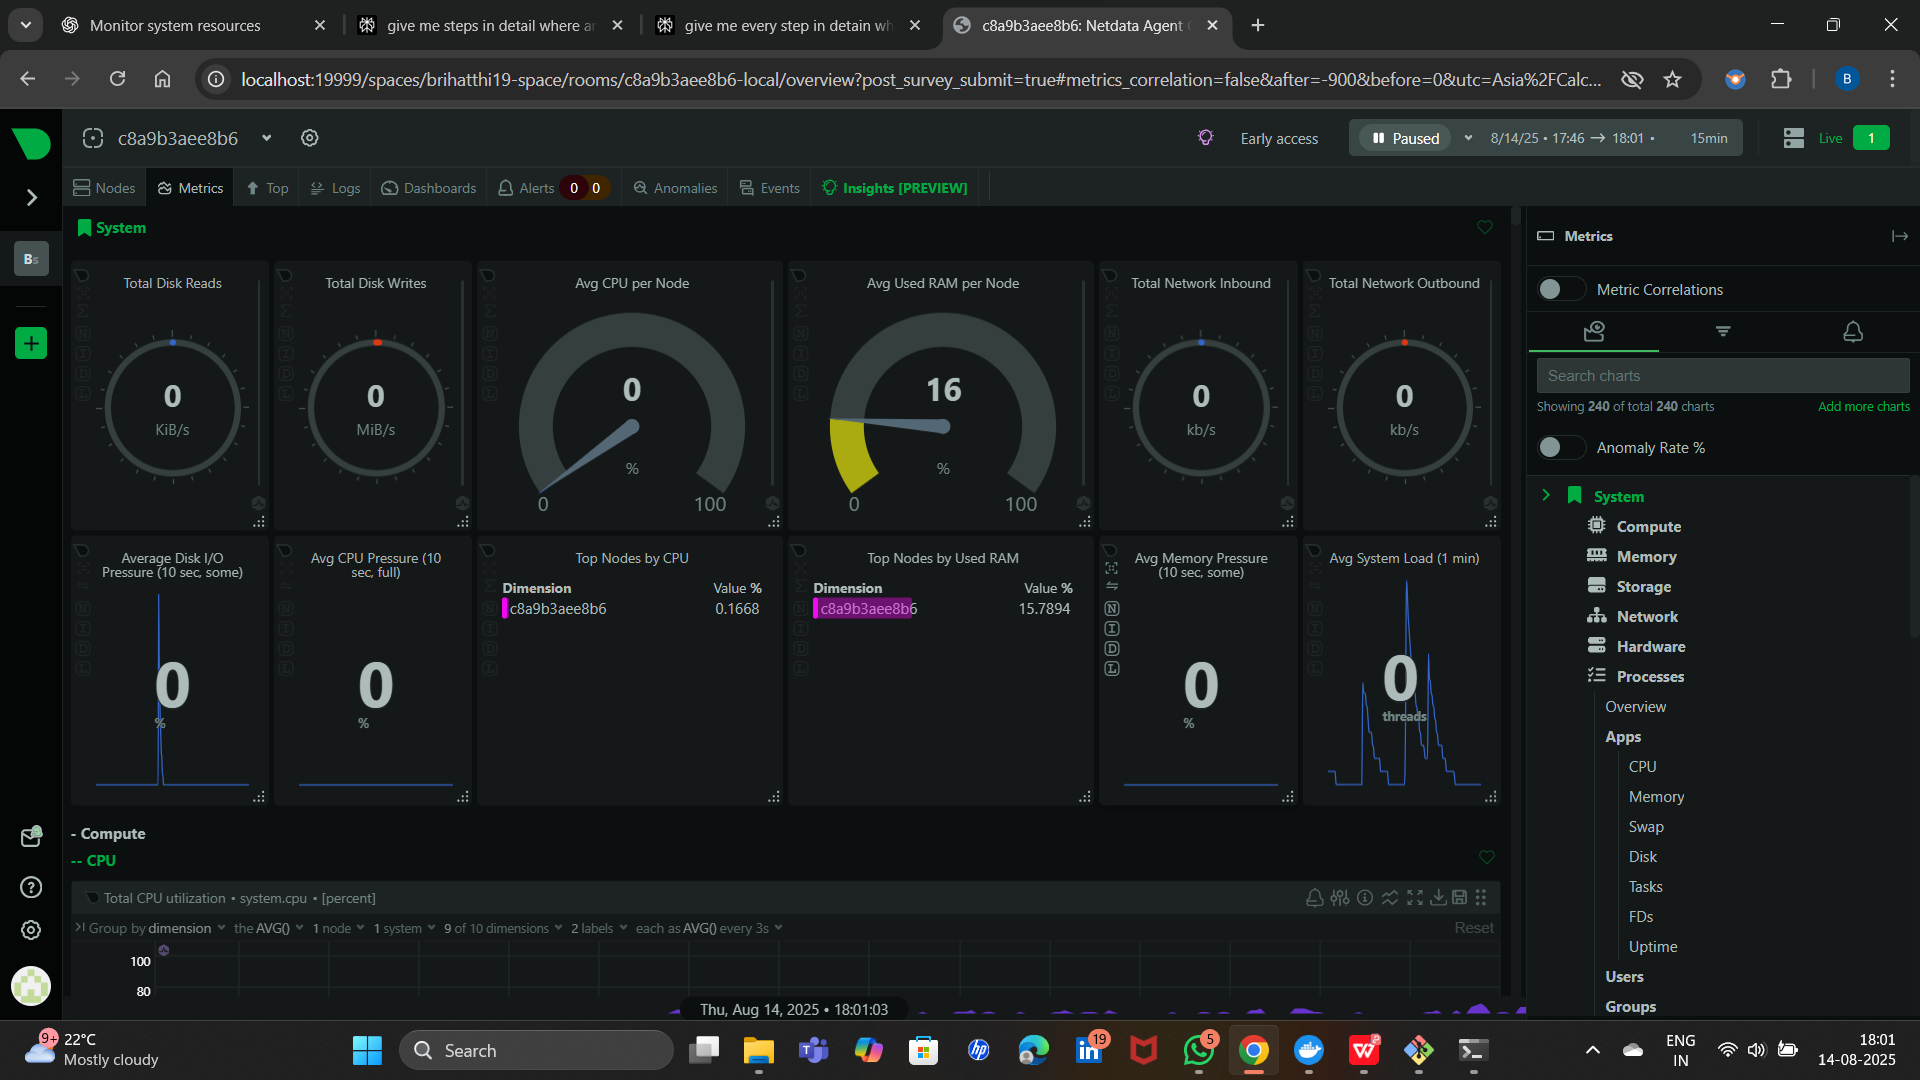 Monitor system resources
give me steps in detail where ar
give me every step in detain wh
c8a9b3aee8b6: Netdata Agent
localhost:19999/spaces/brihatthi19-space/rooms/c8a9b3aee8b6-local/overview?post_survey_submit=true#metrics_correlation=false&after=-900&before=0&utc=Asia%2FCalc...
B
c8a9b3aee8b6
Early access
Paused
8/14/25 • 17:46 → 18:01 •
15min
Live
1
Nodes
Metrics
Top
Logs
Dashboards
Alerts
0
0
Anomalies
Events
Insights [PREVIEW]
Bs
System
Total Disk Reads
0
KiB/s
Total Disk Writes
0
MiB/s
Avg CPU per Node
0
%
0
100
Avg Used RAM per Node
16
%
0
100
Total Network Inbound
0
kb/s
Total Network Outbound
0
kb/s
Average Disk I/O
Pressure (10 sec, some)
0
%
Avg CPU Pressure (10
sec, full)
0
%
Top Nodes by CPU
Dimension Value %
c8a9b3aee8b6 0.1668
Top Nodes by Used RAM
Dimension Value %
c8a9b3aee8b6 15.7894
Avg Memory Pressure
(10 sec, some)
N
I
D
L
0
%
Avg System Load (1 min)
0
threads
- Compute
-- CPU
Total CPU utilization • system.cpu • [percent]
Group by dimension the AVG() 1 node 1 system 9 of 10 dimensions 2 labels each as AVG() every 3s
Reset
100
80
Thu, Aug 14, 2025 • 18:01:03
Metrics
Metric Correlations
Search charts
Showing 240 of total 240 charts
Add more charts
Anomaly Rate %
System
Compute
Memory
Storage
Network
Hardware
Processes
Overview
Apps
CPU
Memory
Swap
Disk
Tasks
FDs
Uptime
Users
Groups
9+
22°C
Mostly cloudy
Search
19
5
ENG
IN
18:01
14-08-2025